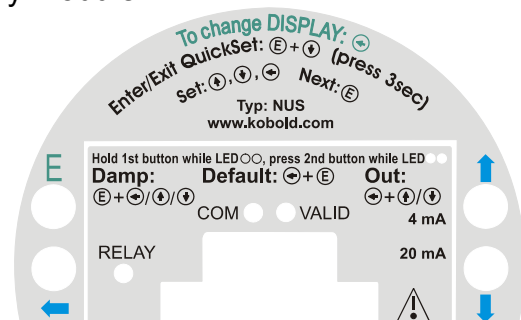 To change DISPLAY: ←
Enter/Exit QuickSet: E + ↓ (press 3sec)
Set: ↑, ↓, ← Next: E
Typ: NUS
www.kobold.com
Hold 1st button while LED○○, press 2nd button while LED
Damp: Default: ← + E Out:
E + ←/↑/↓ ← + ↑/↓
E
COM VALID
4 mA
RELAY 20 mA